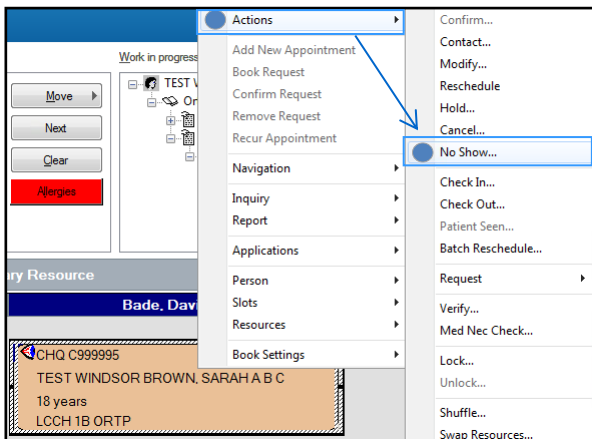 Work in progress
TEST
Or
Move
Next
Clear
Allergies
ry Resource
Bade, Davi
CHQ C999995
TEST WINDSOR BROWN, SARAH A B C
18 years
LCCH 1B ORTP
Actions
Add New Appointment
Book Request
Confirm Request
Remove Request
Recur Appointment
Navigation
Inquiry
Report
Applications
Person
Slots
Resources
Book Settings
Confirm...
Contact...
Modify...
Reschedule
Hold...
Cancel...
No Show...
Check In...
Check Out...
Patient Seen...
Batch Reschedule...
Request
Verify...
Med Nec Check...
Lock...
Unlock...
Shuffle...
Swap Resources...